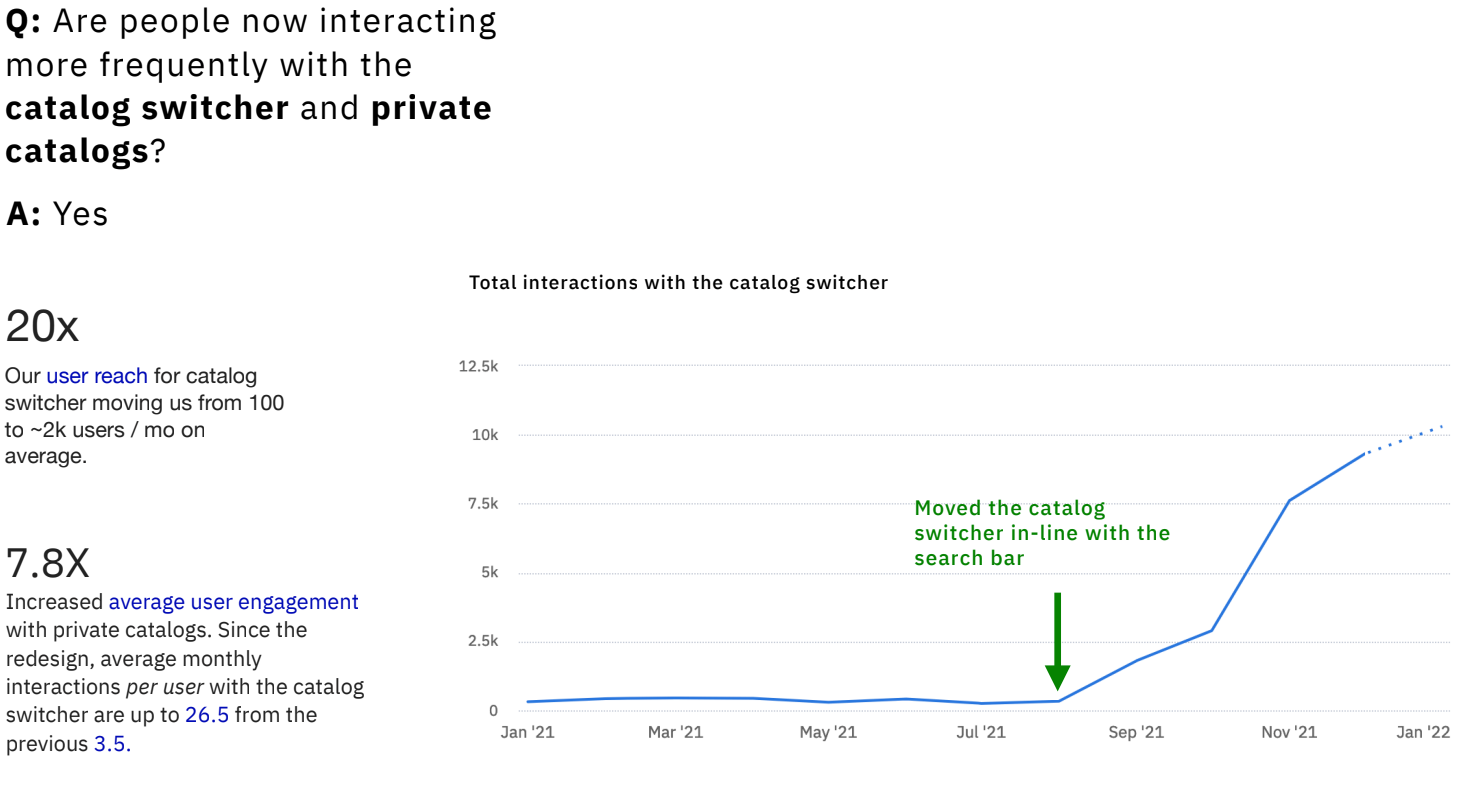 Q: Are people now interacting
more frequently with the
catalog switcher and private
catalogs?
A: Yes
20x
Our user reach for catalog
switcher moving us from 100
to ~2k users / mo on
average.
7.8X
Increased average user engagement
with private catalogs. Since the
redesign, average monthly
interactions per user with the catalog
switcher are up to 26.5 from the
previous 3.5.
Total interactions with the catalog switcher
12.5k
10k
7.5k
5k
2.5k
0
Moved the catalog
switcher in-line with the
search bar
Jan '21 Mar '21 May '21 Jul '21 Sep '21 Nov '21 Jan '22